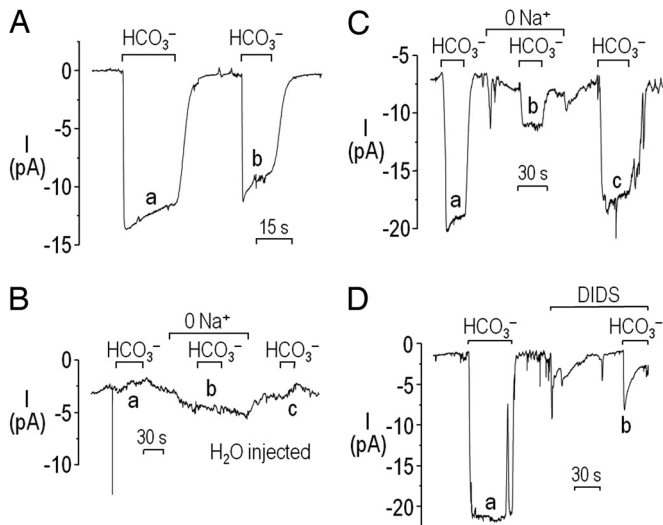 A
HCO₃⁻ HCO₃⁻
0
-5
-10
-15
I
(pA)
a
b
15 s
B
0 Na⁺
HCO₃⁻ HCO₃⁻ HCO₃⁻
0
-5
-10
I
(pA)
a
b
c
30 s
H₂O injected
C
0 Na⁺
HCO₃⁻ HCO₃⁻ HCO₃⁻
-5
-10
-15
-20
I
(pA)
a
b
c
30 s
D
DIDS
HCO₃⁻ HCO₃⁻
0
-5
-10
-15
-20
I
(pA)
a
b
30 s